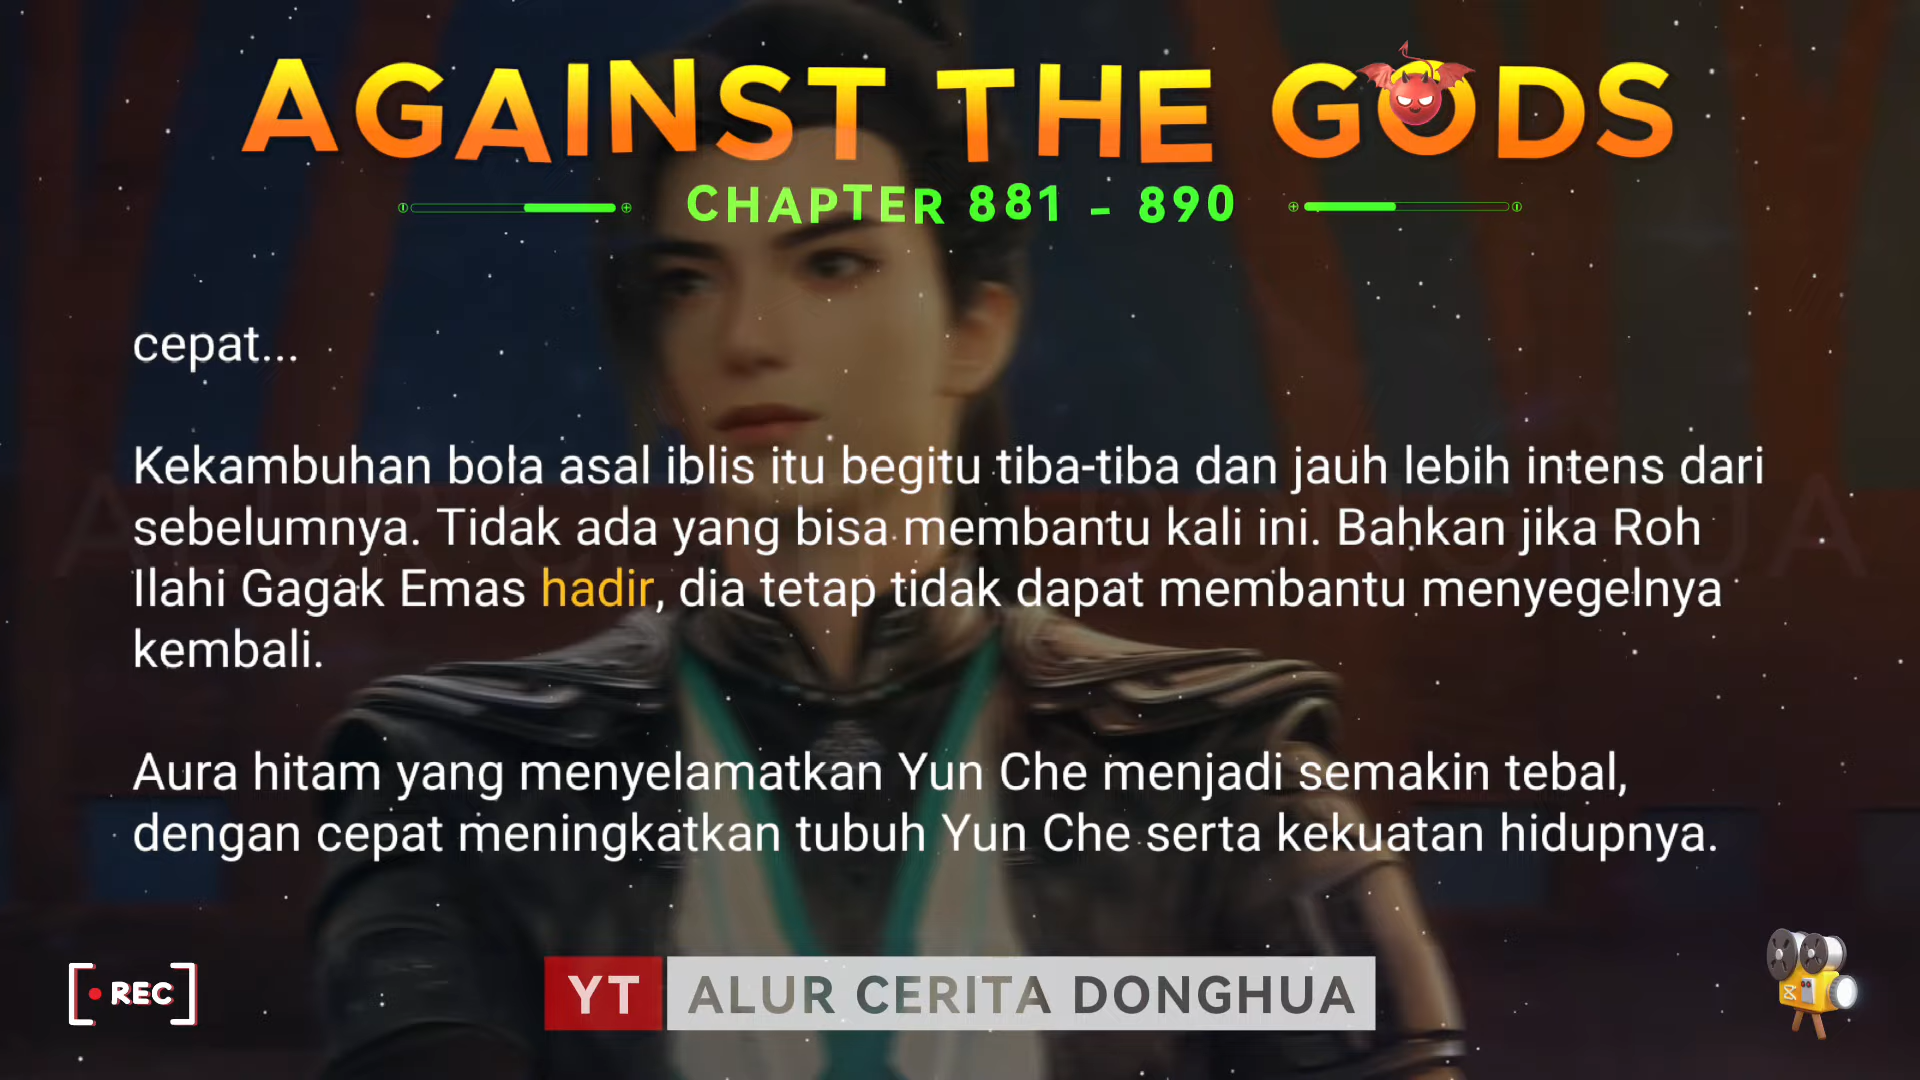 AGAINST THE GODS
CHAPTER 881 - 890
cepat...
Kekambuhan bola asal iblis itu begitu tiba-tiba dan jauh lebih intens dari
sebelumnya. Tidak ada yang bisa membantu kali ini. Bahkan jika Roh
Ilahi Gagak Emas hadir, dia tetap tidak dapat membantu menyegelnya
kembali.
Aura hitam yang menyelamatkan Yun Che menjadi semakin tebal,
dengan cepat meningkatkan tubuh Yun Che serta kekuatan hidupnya.
ALUR CERITA DONGHUA
REC
YT ALUR CERITA DONGHUA